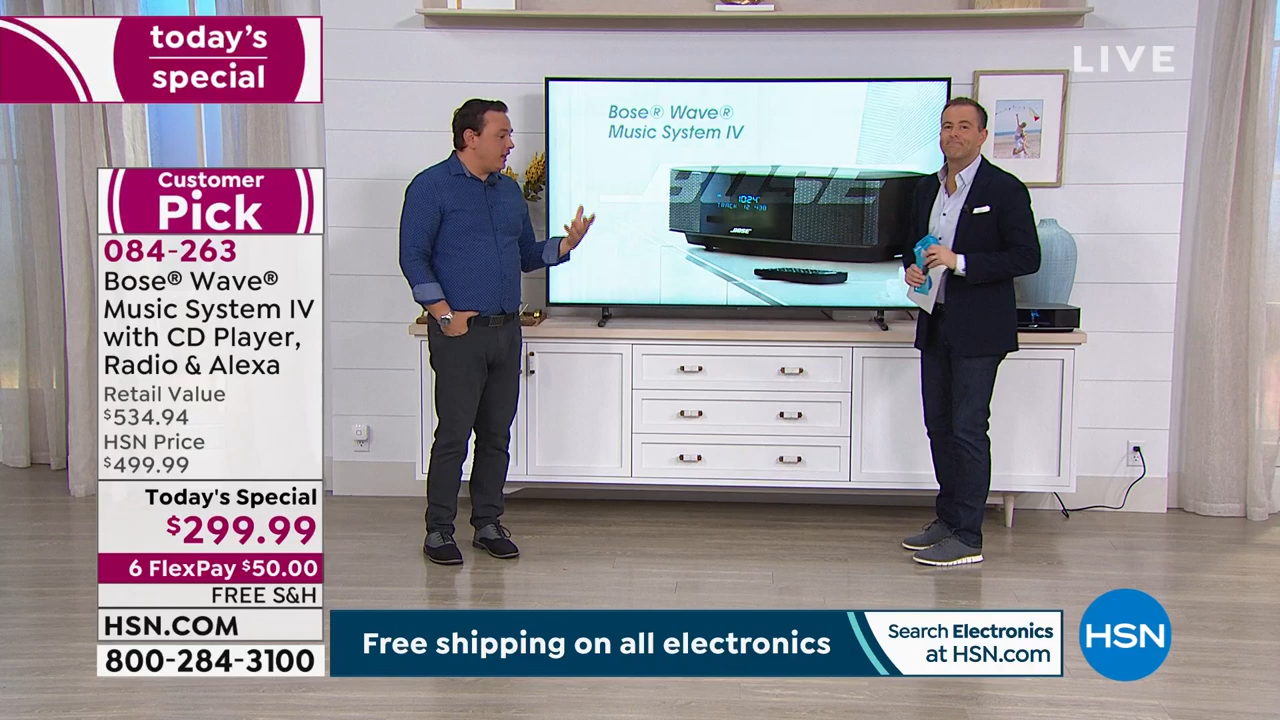 today's
special
LIVE
Customer
Pick
084-263
Bose® Wave®
Music System IV
with CD Player,
Radio & Alexa
Retail Value
$534.94
HSN Price
$499.99
Today's Special
$299.99
6 FlexPay $50.00
FREE S&H
HSN.COM
800-284-3100
Bose® Wave®
Music System IV
BOSE
1024
BOSE
Free shipping on all electronics
Search Electronics
at HSN.com
HSN